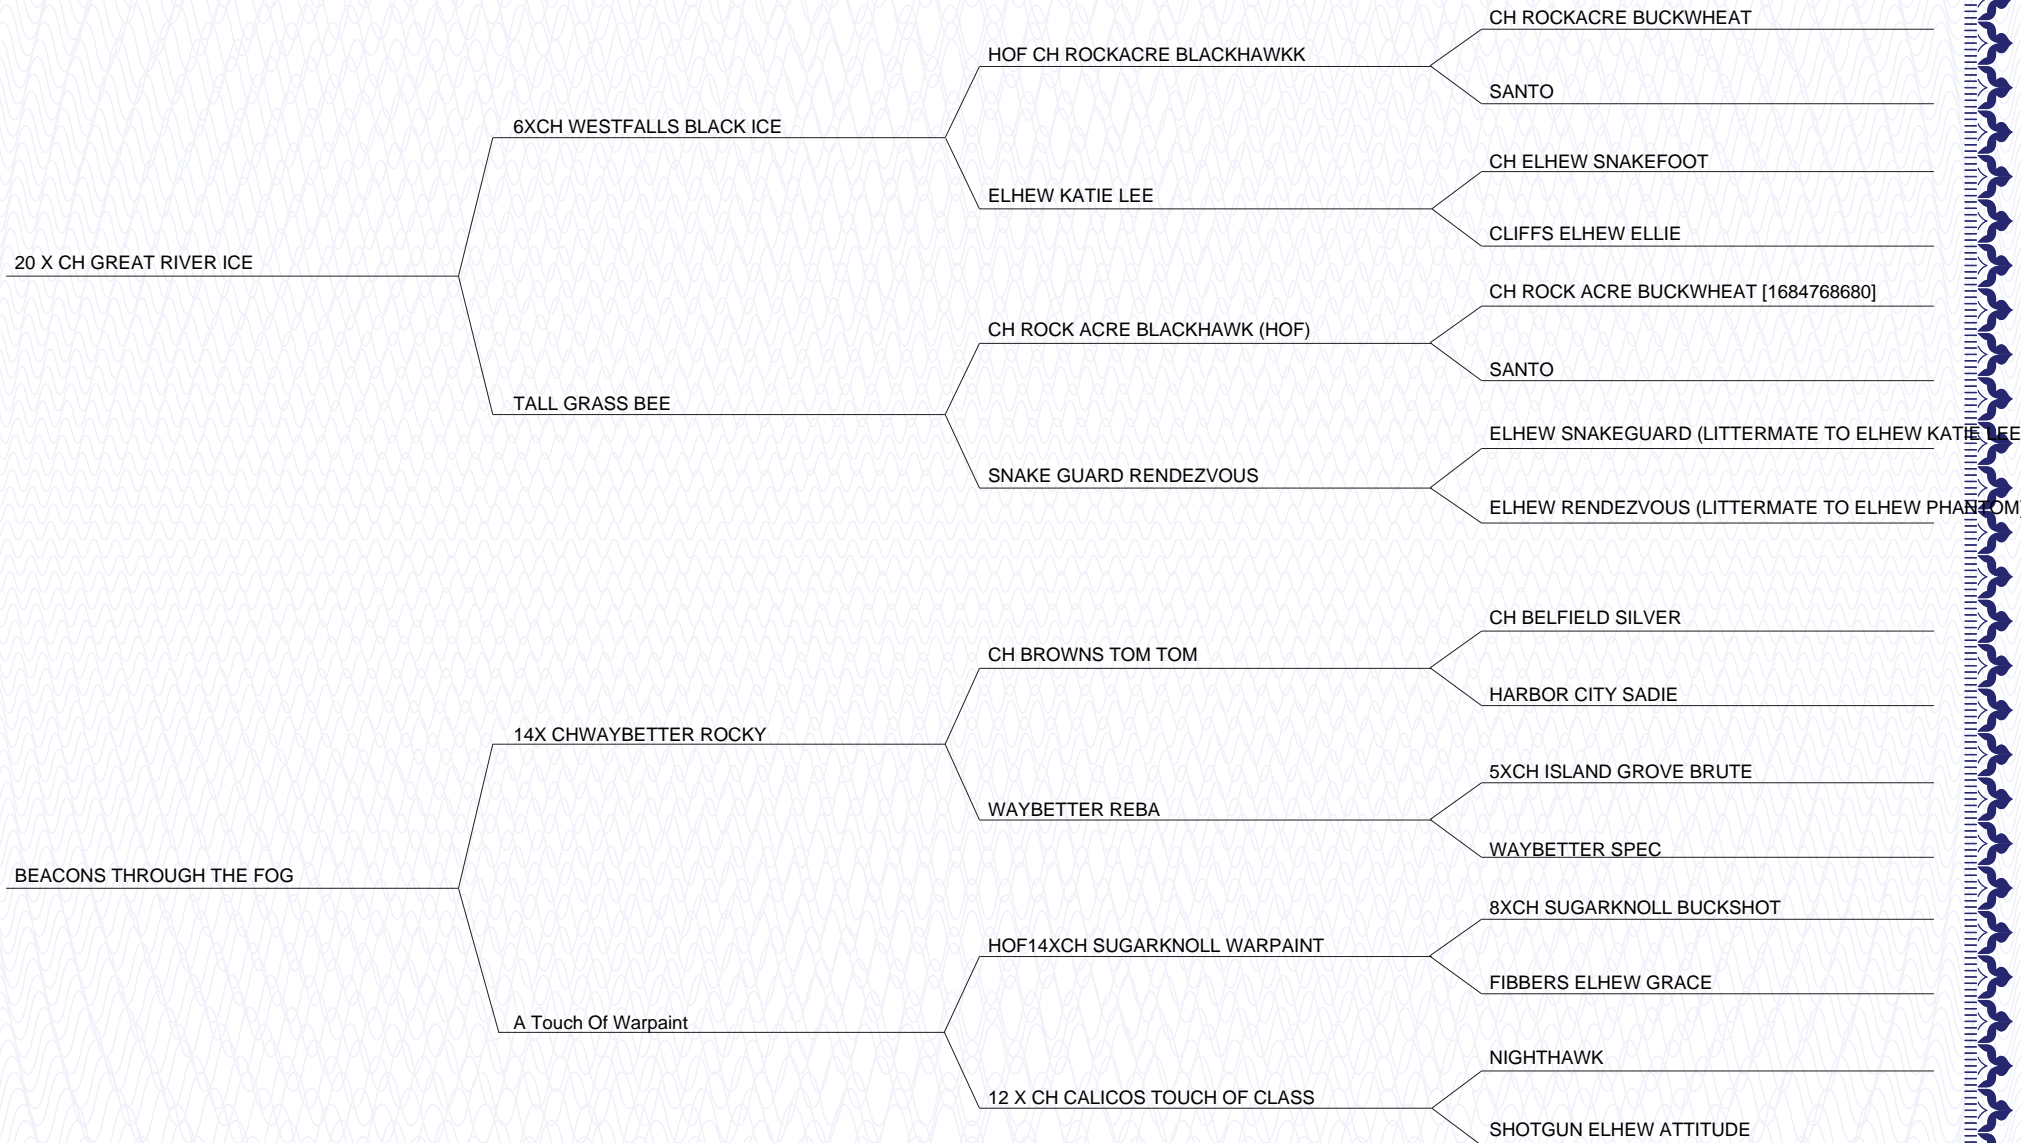 CH ROCKACRE BUCKWHEAT
HOF CH ROCKACRE BLACKHAWKK
SANTO
6XCH WESTFALLS BLACK ICE
CH ELHEW SNAKEFOOT
ELHEW KATIE LEE
CLIFFS ELHEW ELLIE
20 X CH GREAT RIVER ICE
CH ROCK ACRE BUCKWHEAT [1684768680]
CH ROCK ACRE BLACKHAWK (HOF)
SANTO
TALL GRASS BEE
ELHEW SNAKEGUARD (LITTERMATE TO ELHEW KATIE LEE
SNAKE GUARD RENDEZVOUS
ELHEW RENDEZVOUS (LITTERMATE TO ELHEW PHANTOM)
CH BELFIELD SILVER
CH BROWNS TOM TOM
HARBOR CITY SADIE
14X CHWAYBETTER ROCKY
5XCH ISLAND GROVE BRUTE
WAYBETTER REBA
WAYBETTER SPEC
BEACONS THROUGH THE FOG
8XCH SUGARKNOLL BUCKSHOT
HOF14XCH SUGARKNOLL WARPAINT
FIBBERS ELHEW GRACE
A Touch Of Warpaint
NIGHTHAWK
12 X CH CALICOS TOUCH OF CLASS
SHOTGUN ELHEW ATTITUDE